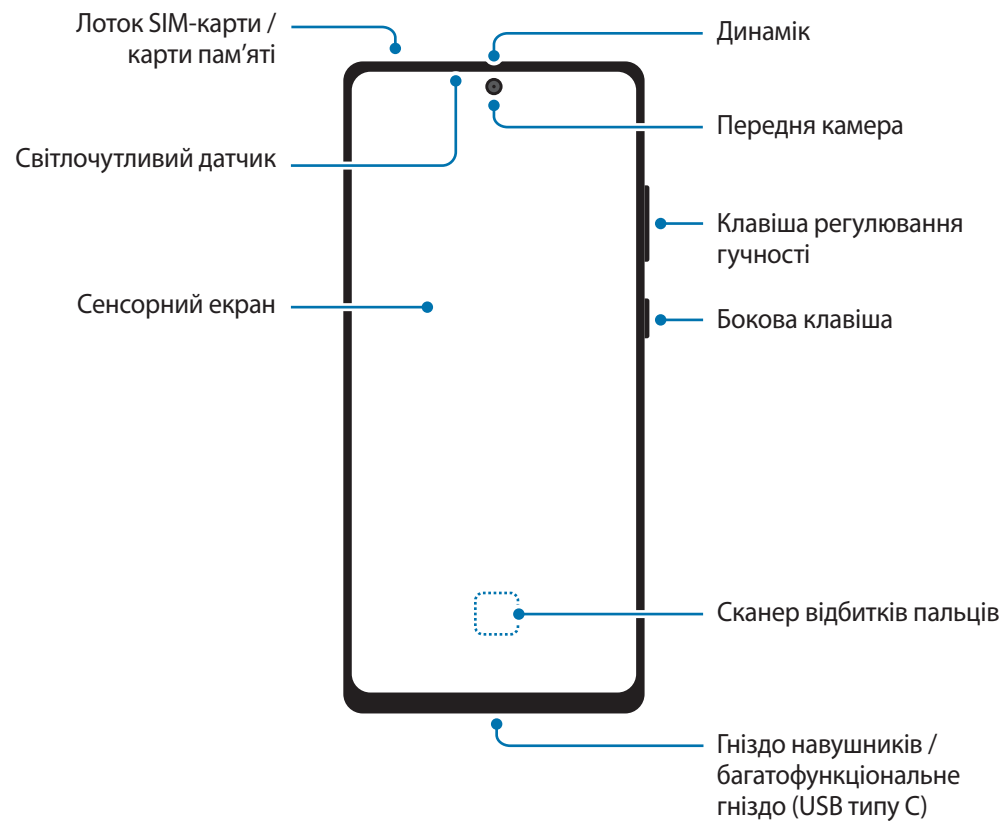 Лоток SIM-карти /
карти пам’яті
Світлочутливий датчик
Сенсорний екран
Динамік
Передня камера
Клавіша регулювання
гучності
Бокова клавіша
Сканер відбитків пальців
Гніздо навушників /
багатофункціональне
гніздо (USB типу C)